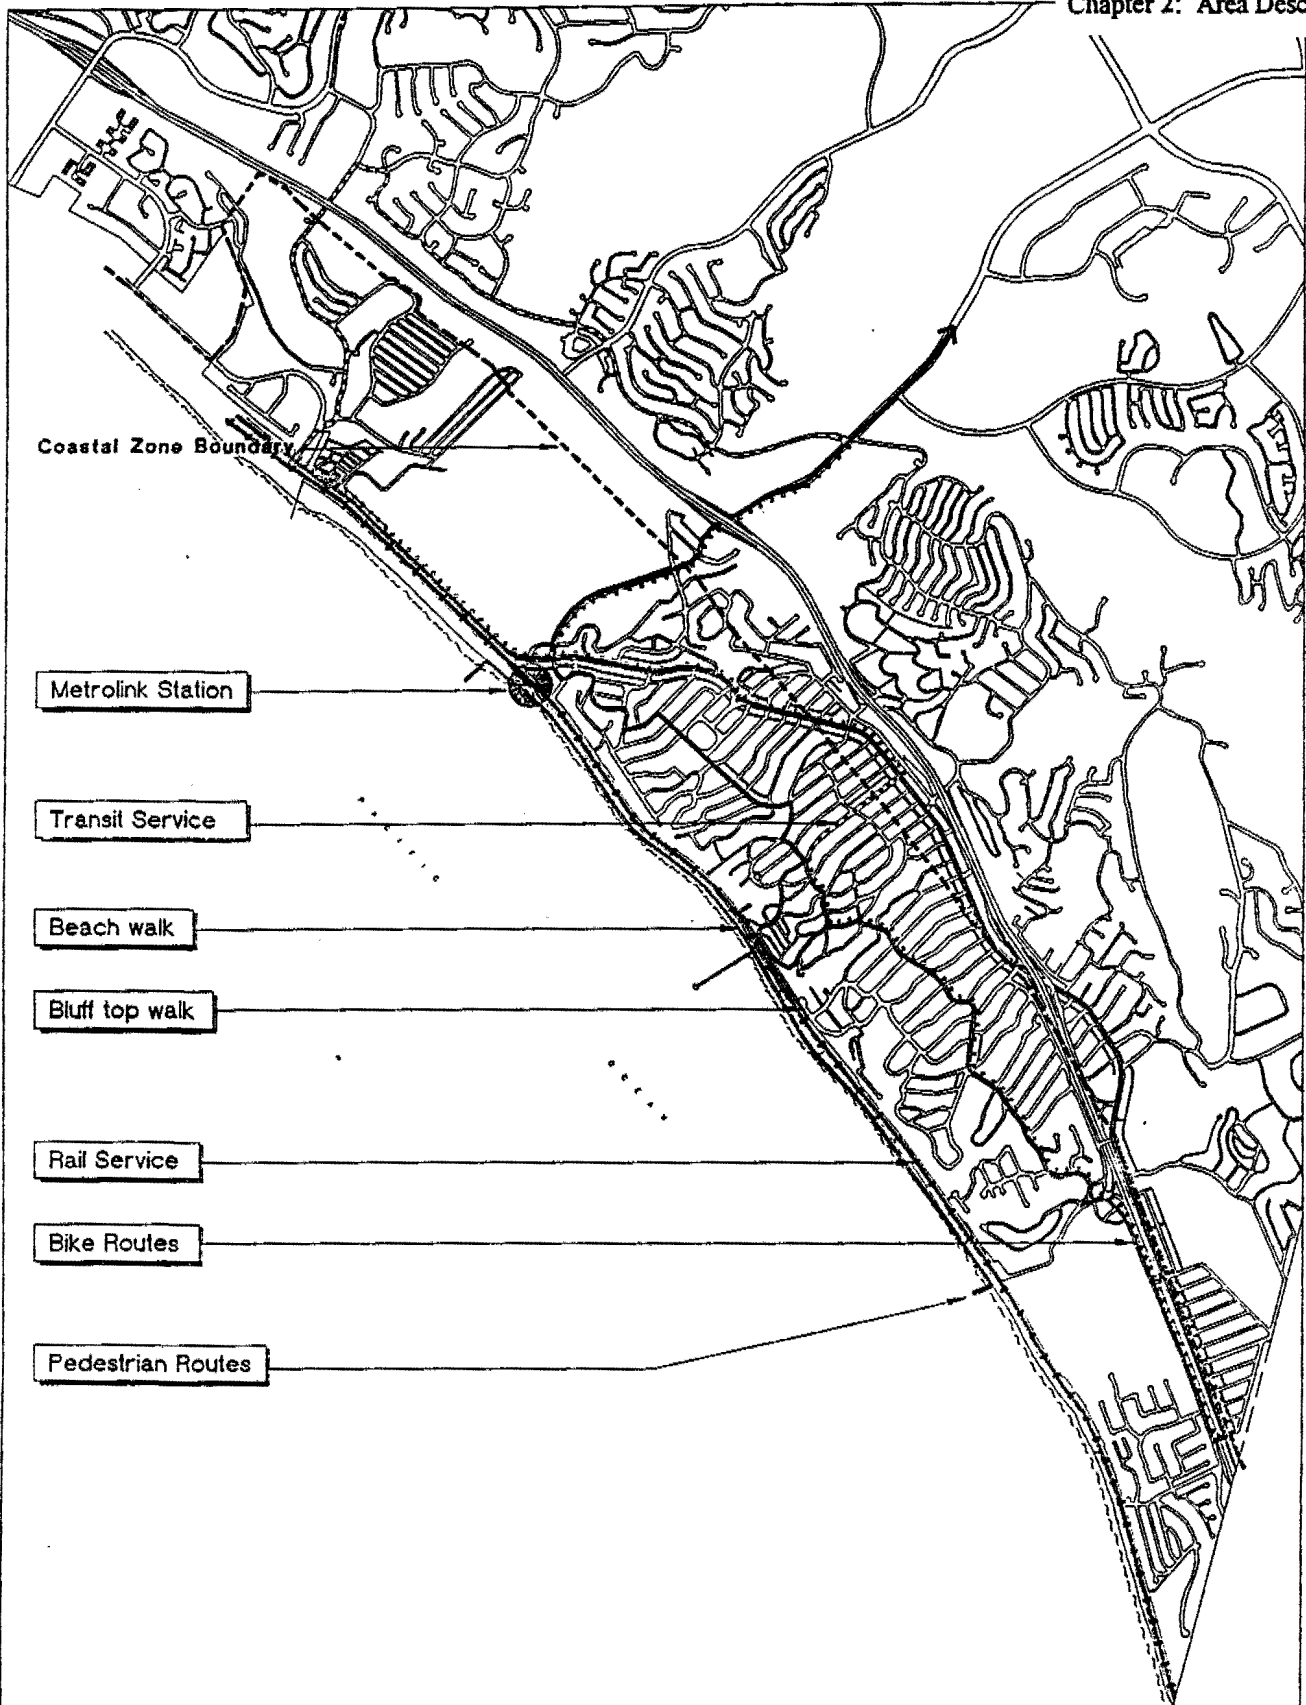 Chapter 2: Area Desc
Coastal Zone Boundary
Metrolink Station
Transit Service
Beach walk
Bluff top walk
Rail Service
Bike Routes
Pedestrian Routes